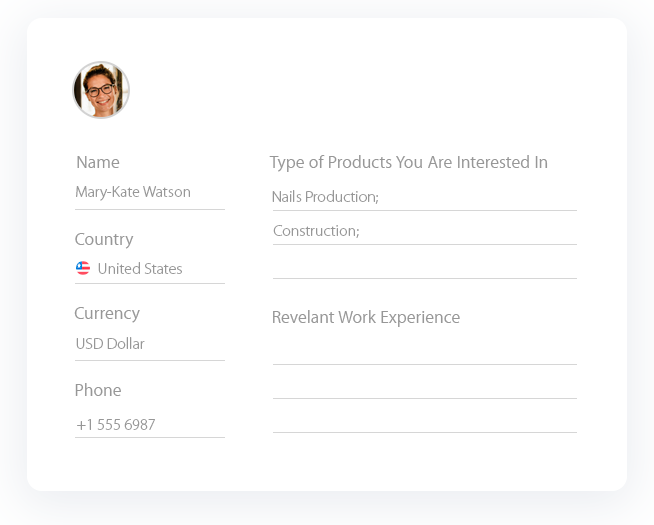 Name
Mary-Kate Watson
Country
United States
Currency
USD Dollar
Phone
+1 555 6987
Type of Products You Are Interested In
Nails Production;
Construction;
Revelant Work Experience